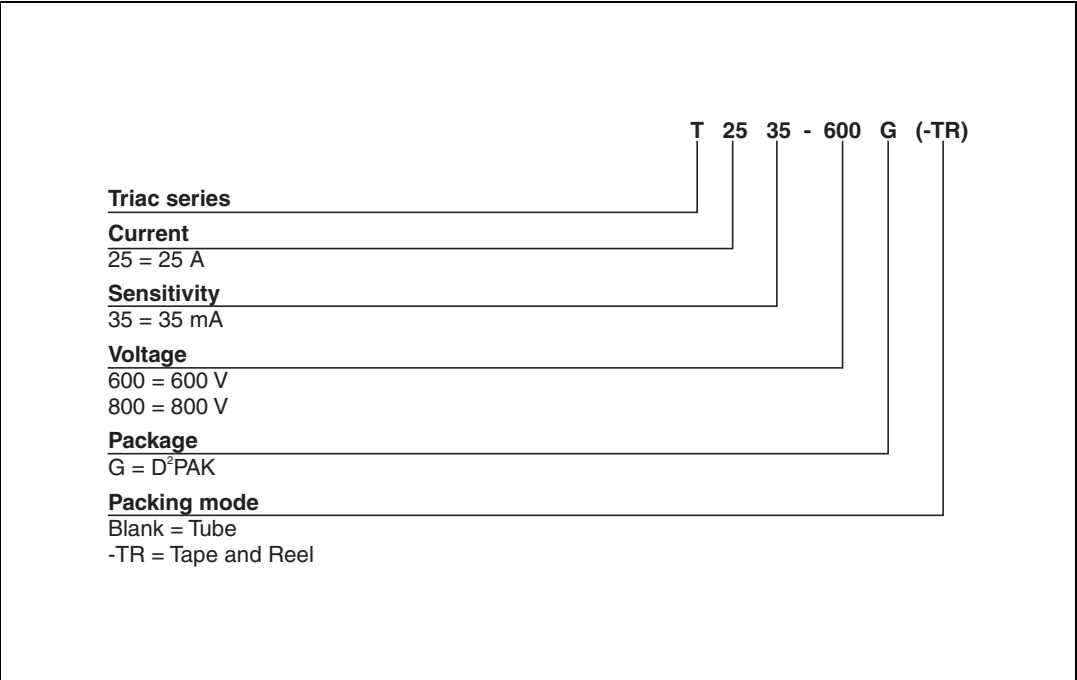 T 25 35 - 600 G (-TR)
Triac series
Current
25 = 25 A
Sensitivity
35 = 35 mA
Voltage
600 = 600 V
800 = 800 V
Package
G = D²PAK
Packing mode
Blank = Tube
-TR = Tape and Reel